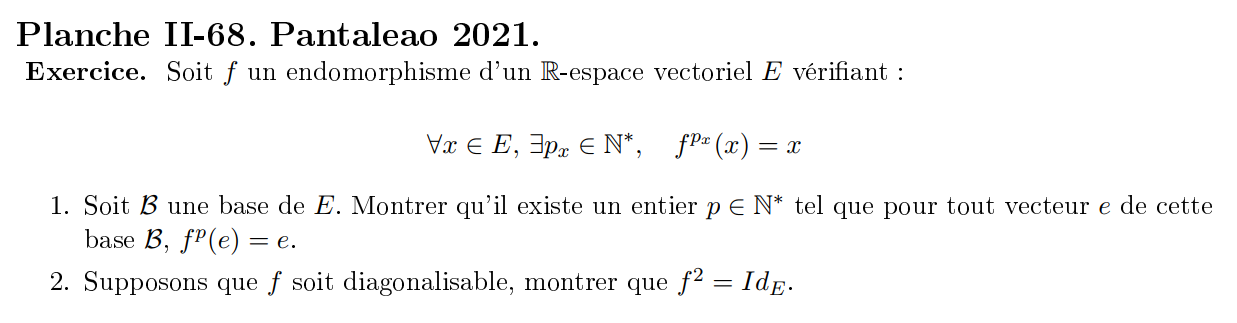 Planche II-68. Pantaleao 2021.
Exercice. Soit f un endomorphisme d'un ℝ-espace vectoriel E vérifiant :
∀x ∈ E, ∃pₓ ∈ ℕ*, f^{pₓ}(x) = x
1. Soit ℬ une base de E. Montrer qu'il existe un entier p ∈ ℕ* tel que pour tout vecteur e de cette
base ℬ, f^p(e) = e.
2. Supposons que f soit diagonalisable, montrer que f² = Id_E.